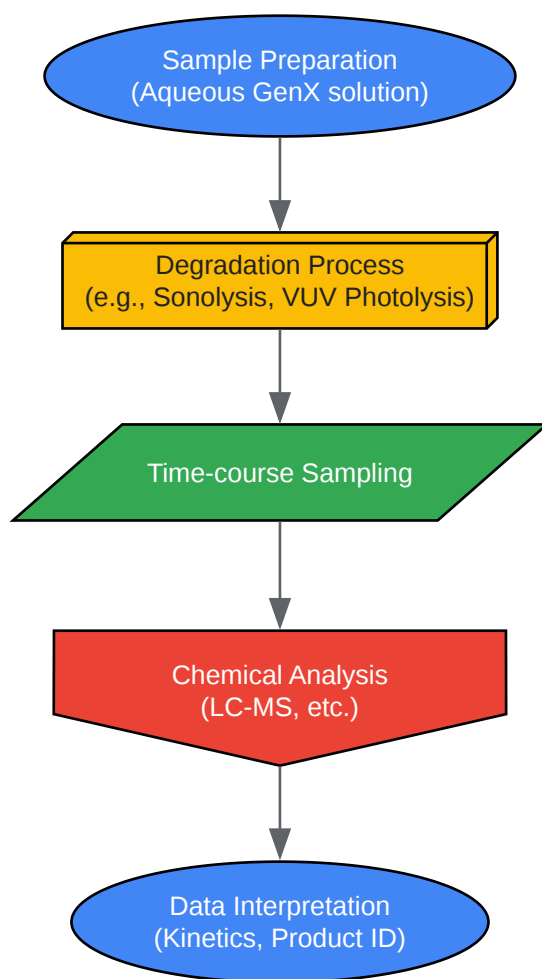 Sample Preparation
(Aqueous GenX solution)
Degradation Process
(e.g., Sonolysis, VUV Photolysis)
Time-course Sampling
Chemical Analysis
(LC-MS, etc.)
Data Interpretation
(Kinetics, Product ID)